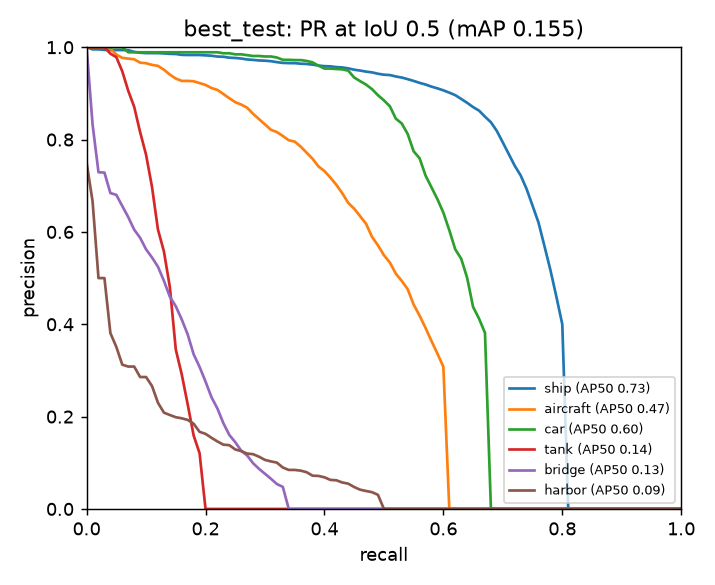 best_test: PR at IoU 0.5 (mAP 0.155)
precision
1.0
0.8
0.6
0.4
0.2
0.0
0.0 0.2 0.4 0.6 0.8 1.0
recall
ship (AP50 0.73)
aircraft (AP50 0.47)
car (AP50 0.60)
tank (AP50 0.14)
bridge (AP50 0.13)
harbor (AP50 0.09)